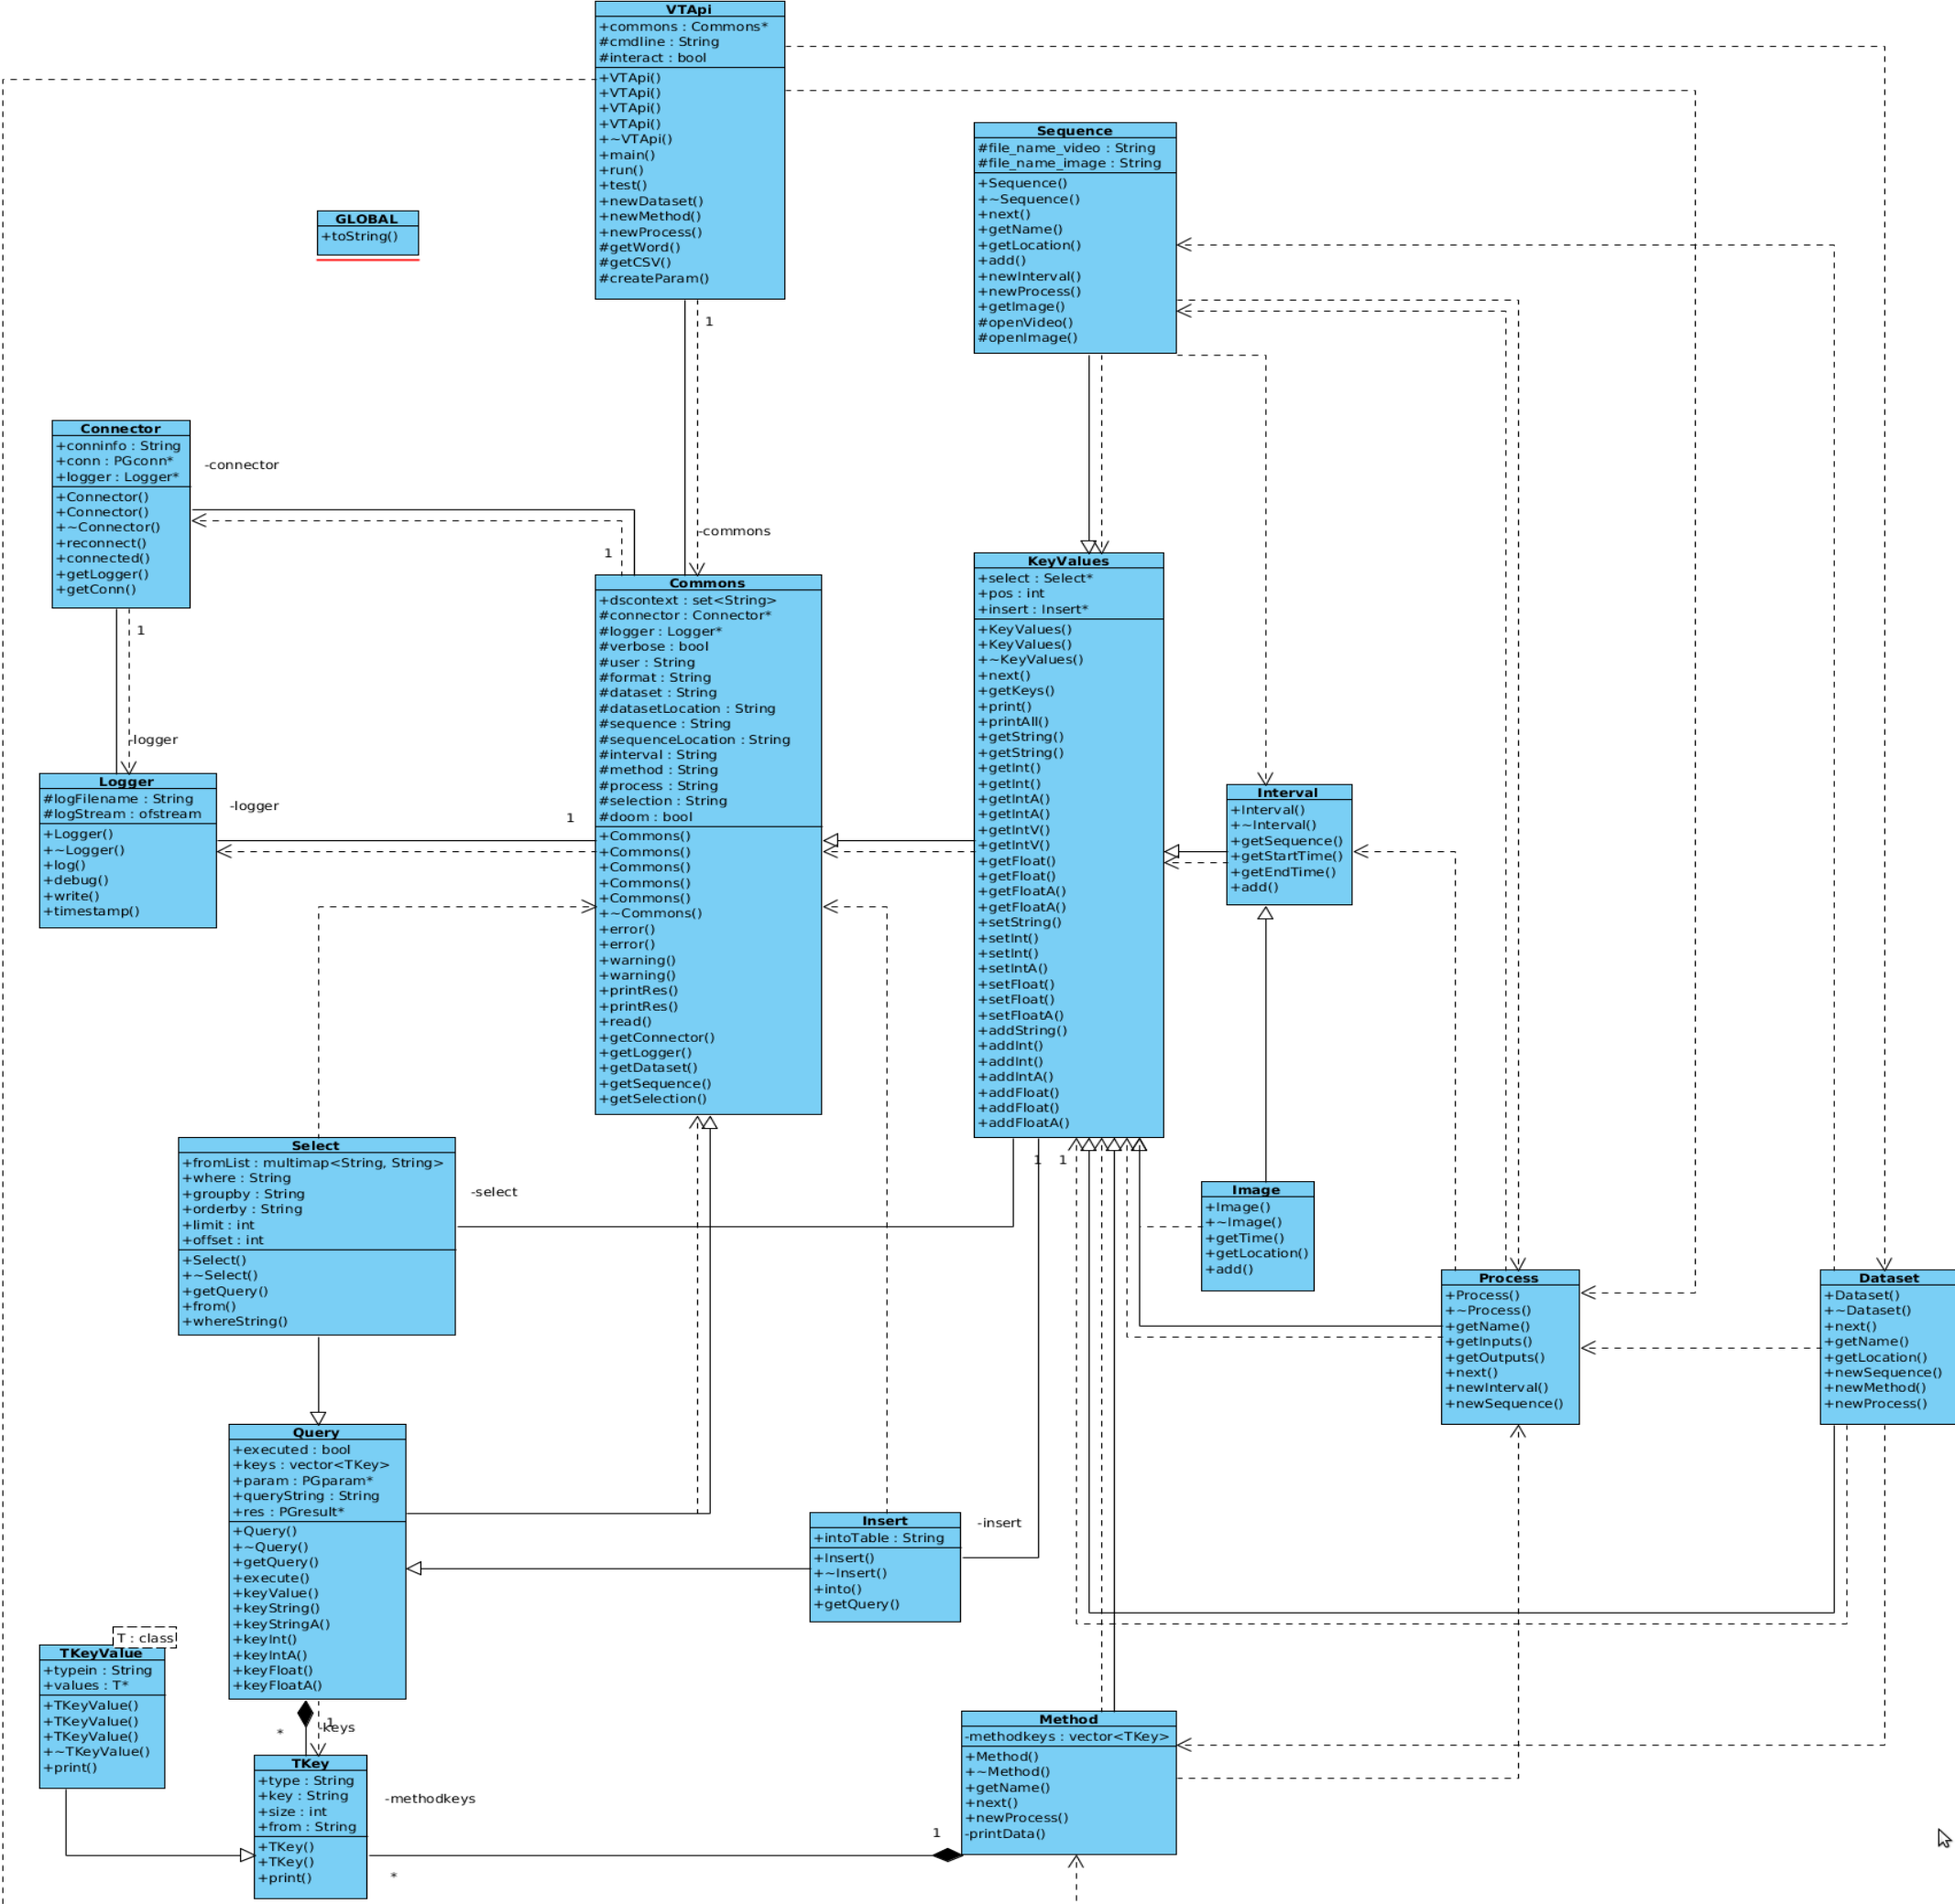 VTApi
+commons : Commons*
#cmdline : String
#interact : bool
+VTApi()
+VTApi()
+VTApi()
+VTApi()
+~VTApi()
+main()
+run()
+test()
+newDataset()
+newMethod()
+newProcess()
#getWord()
#getCSV()
#createParam()
1
-commons
Sequence
#file_name_video : String
#file_name_image : String
+Sequence()
+~Sequence()
+next()
+getName()
+getLocation()
+add()
+newInterval()
+newProcess()
+getImage()
#openVideo()
#openImage()
GLOBAL
+toString()
Connector
+conninfo : String
+conn : PGconn*
+logger : Logger*
+Connector()
+Connector()
+~Connector()
+reconnect()
+connected()
+getLogger()
+getConn()
-connector
1
1
-logger
Logger
#logFilename : String
#logStream : ofstream
+Logger()
+~Logger()
+log()
+debug()
+write()
+timestamp()
-logger
1
Commons
+dscontext : set<String>
#connector : Connector*
#logger : Logger*
#verbose : bool
#user : String
#format : String
#dataset : String
#datasetLocation : String
#sequence : String
#sequenceLocation : String
#interval : String
#method : String
#process : String
#selection : String
#doom : bool
+Commons()
+Commons()
+Commons()
+Commons()
+Commons()
+~Commons()
+error()
+error()
+warning()
+warning()
+printRes()
+printRes()
+read()
+getConnector()
+getLogger()
+getDataset()
+getSequence()
+getSelection()
KeyValues
+select : Select*
+pos : int
+insert : Insert*
+KeyValues()
+KeyValues()
+~KeyValues()
+next()
+getKeys()
+print()
+printAll()
+getString()
+getString()
+getInt()
+getInt()
+getIntA()
+getIntA()
+getIntV()
+getIntV()
+getFloat()
+getFloat()
+getFloatA()
+getFloatA()
+setString()
+setInt()
+setInt()
+setIntA()
+setFloat()
+setFloat()
+setFloatA()
+addString()
+addInt()
+addInt()
+addIntA()
+addFloat()
+addFloat()
+addFloatA()
1 1
Interval
+Interval()
+~Interval()
+getSequence()
+getStartTime()
+getEndTime()
+add()
Select
+fromList : multimap<String, String>
+where : String
+groupby : String
+orderby : String
+limit : int
+offset : int
+Select()
+~Select()
+getQuery()
+from()
+whereString()
-select
Image
+Image()
+~Image()
+getTime()
+getLocation()
+add()
Process
+Process()
+~Process()
+getName()
+getInputs()
+getOutputs()
+next()
+newInterval()
+newSequence()
Dataset
+Dataset()
+~Dataset()
+next()
+getName()
+getLocation()
+newSequence()
+newMethod()
+newProcess()
Query
+executed : bool
+keys : vector<TKey>
+param : PGparam*
+queryString : String
+res : PGresult*
+Query()
+~Query()
+getQuery()
+execute()
+keyValue()
+keyString()
+keyStringA()
+keyInt()
+keyIntA()
+keyFloat()
+keyFloatA()
Insert
+intoTable : String
+Insert()
+~Insert()
+into()
+getQuery()
-insert
T : class
TKeyValue
+typein : String
+values : T*
+TKeyValue()
+TKeyValue()
+TKeyValue()
+~TKeyValue()
+print()
1
* -keys
TKey
+type : String
+key : String
+size : int
+from : String
+TKey()
+TKey()
+print()
-methodkeys
1
*
Method
-methodkeys : vector<TKey>
+Method()
+~Method()
+getName()
+next()
+newProcess()
-printData()